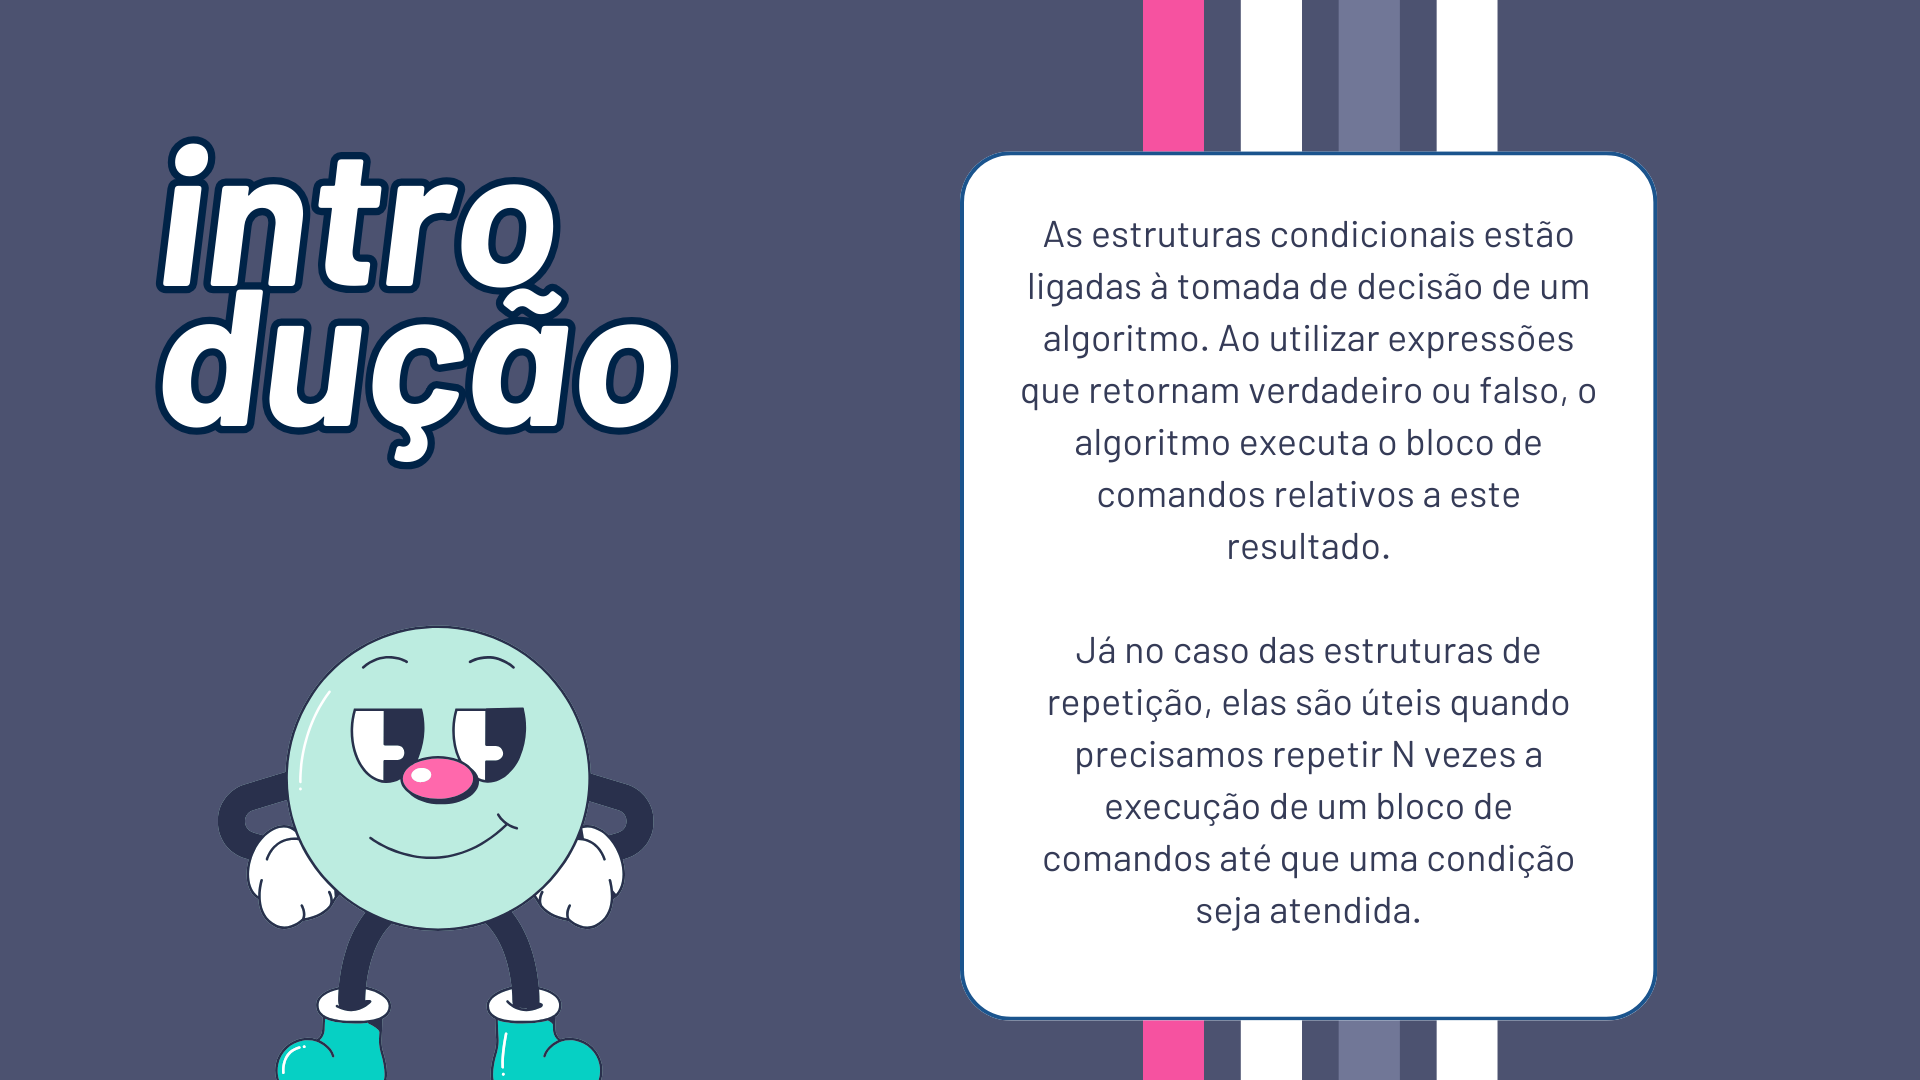 intro
dução
As estruturas condicionais estão
ligadas à tomada de decisão de um
algoritmo. Ao utilizar expressões
que retornam verdadeiro ou falso, o
algoritmo executa o bloco de
comandos relativos a este
resultado.
Já no caso das estruturas de
repetição, elas são úteis quando
precisamos repetir N vezes a
execução de um bloco de
comandos até que uma condição
seja atendida.